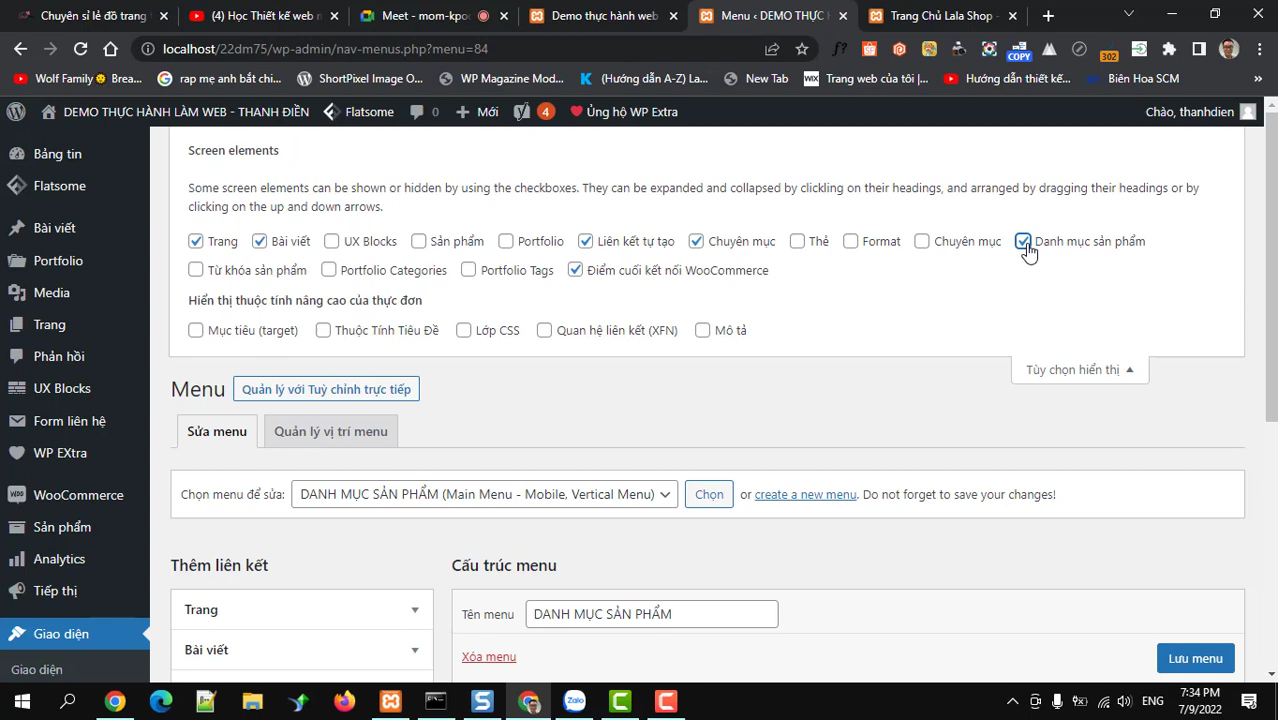 Chuyên sỉ lẻ đồ trang
(4) Học Thiết kế web n
Meet - mom-kpoc
Demo thực hành web
Menu ‹ DEMO THỰC H
Trang Chủ Lala Shop -
localhost/22dm75/wp-admin/nav-menus.php?menu=84
COPY
302
Wolf Family Brea...
rap mẹ anh bắt chi...
ShortPixel Image O...
WP Magazine Mod...
(Hướng dẫn A-Z) La...
New Tab
WIX
Trang web của tôi |...
Hướng dẫn thiết kế...
Biên Hoa SCM
DEMO THỰC HÀNH LÀM WEB - THANH ĐIỀN
Flatsome
0
Mới
4
Ủng hộ WP Extra
Chào, thanhdien
Bảng tin
Flatsome
Bài viết
Portfolio
Media
Trang
Phản hồi
UX Blocks
Form liên hệ
WP EXtra
WooCommerce
Sản phẩm
Analytics
Tiếp thị
Giao diện
Giao diện
Screen elements
Some screen elements can be shown or hidden by using the checkboxes. They can be expanded and collapsed by clicking on their headings, and arranged by dragging their headings or by
clicking on the up and down arrows.
Trang Bài viết UX Blocks Sản phẩm Portfolio Liên kết tự tạo Chuyên mục Thẻ Format Chuyên mục Danh mục sản phẩm
Từ khóa sản phẩm Portfolio Categories Portfolio Tags Điểm cuối kết nối WooCommerce
Hiển thị thuộc tính nâng cao của thực đơn
Mục tiêu (target) Thuộc Tính Tiêu Đề Lớp CSS Quan hệ liên kết (XFN) Mô tả
Tùy chọn hiển thị
Menu Quản lý với Tuỳ chỉnh trực tiếp
Sửa menu Quản lý vị trí menu
Chọn menu để sửa: DANH MỤC SẢN PHẨM (Main Menu - Mobile, Vertical Menu) Chọn or create a new menu. Do not forget to save your changes!
Thêm liên kết
Trang
Bài viết
Cấu trúc menu
Tên menu DANH MỤC SẢN PHẨM
Xóa menu
Lưu menu
Zalo
ENG
7:34 PM
7/9/2022